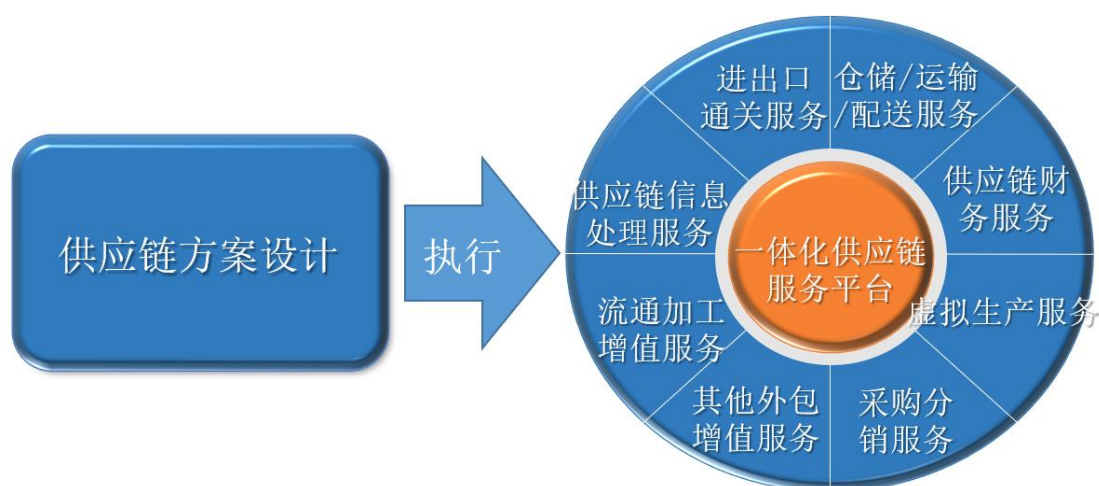 供应链方案设计
执行
进出口
通关服务
仓储/运输
/配送服务
供应链财
务服务
虚拟生产服务
采购分
销服务
其他外包
增值服务
流通加工
增值服务
供应链信息
处理服务
一体化供应链
服务平台